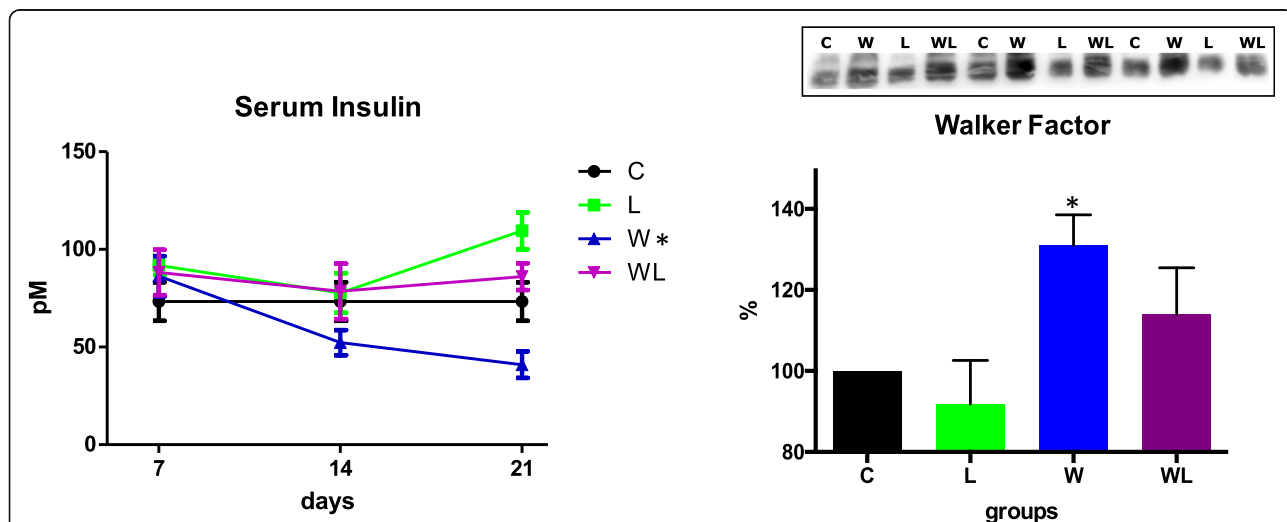 Serum Insulin
150
100
50
0
pM
7 14 21
days
C
L
W *
WL
C W L WL C W L WL C W L WL
Walker Factor
140
120
100
80
%
*
C L W WL
groups